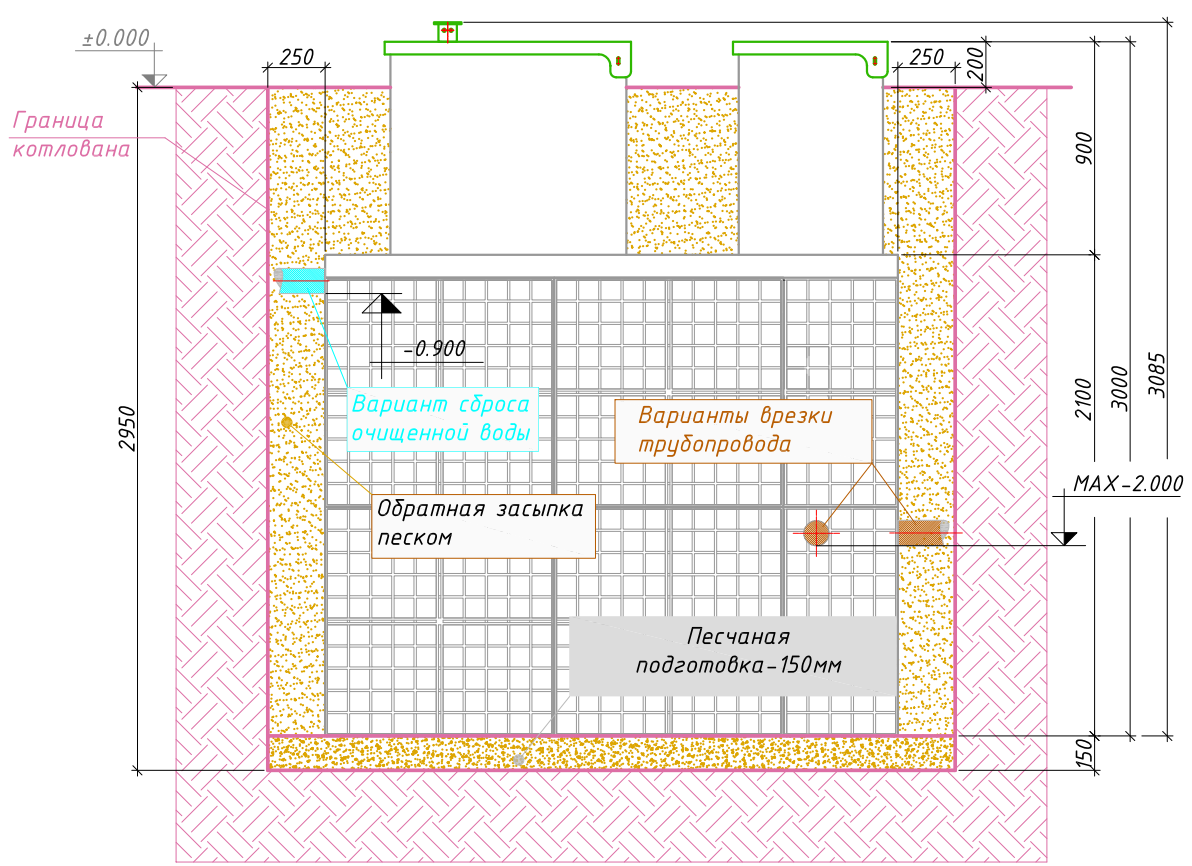 ±0.000
250
250
200
Граница
котлована
900
-0.900
Вариант сброса
очищенной воды
Варианты врезки
трубопровода
2950
2100
3000
3085
MAX-2.000
Обратная засыпка
песком
Песчаная
подготовка-150мм
150